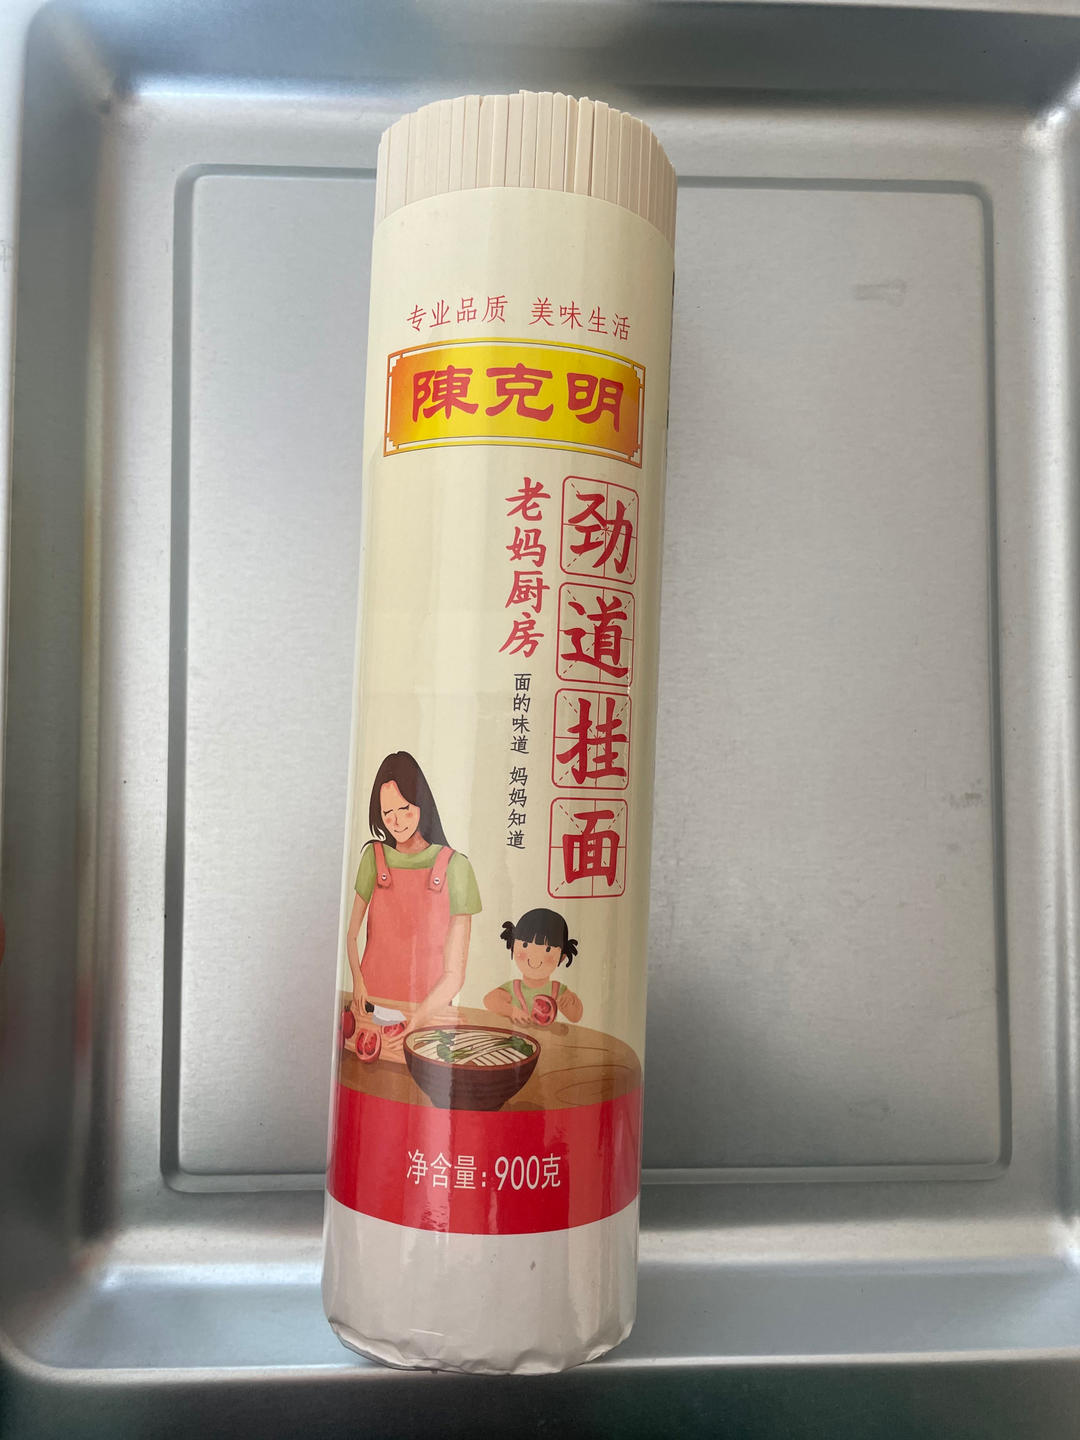 专业品质 美味生活
陳克明
劲道挂面
老妈厨房
面的味道 妈妈知道
净含量:900克